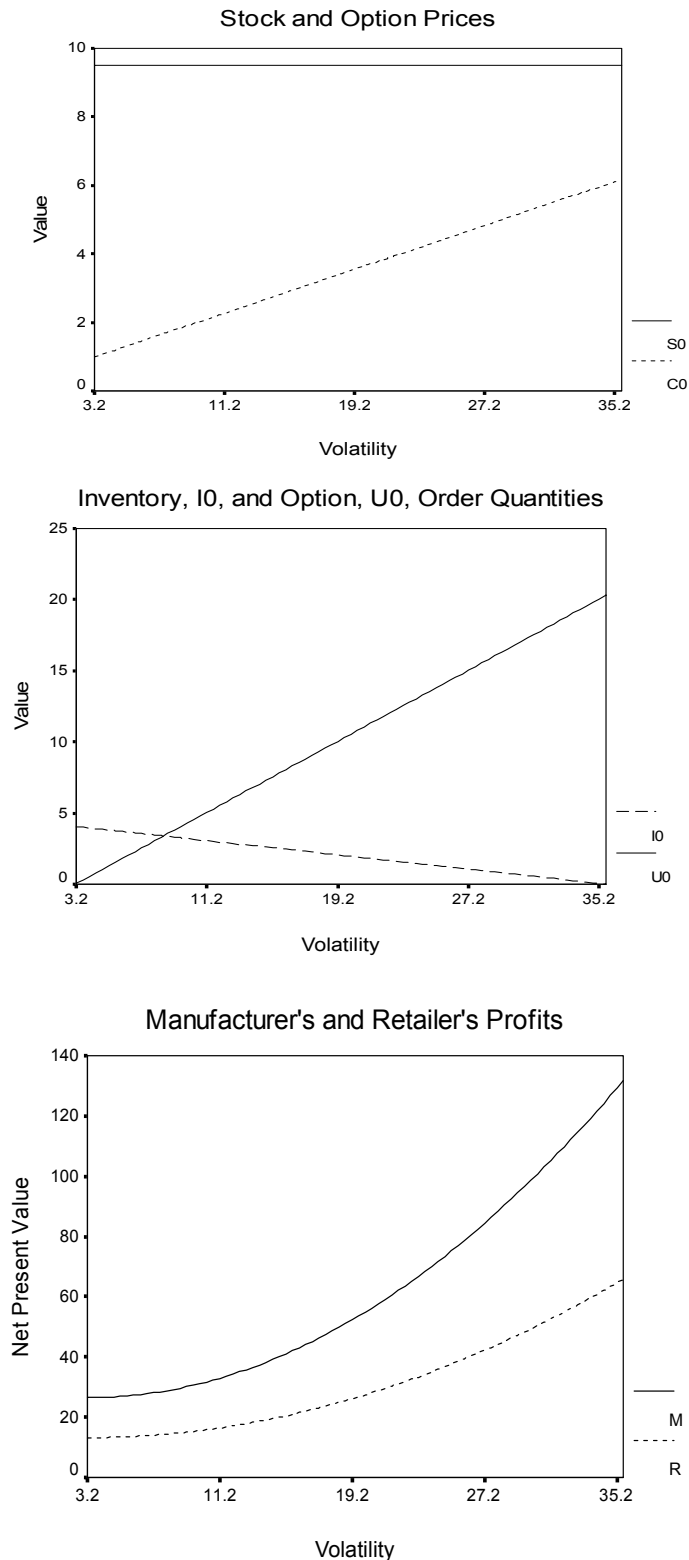 Stock and Option Prices
10
8
6
4
2
0
Value
3.2 11.2 19.2 27.2 35.2
Volatility
S0
C0
Inventory, I0, and Option, U0, Order Quantities
25
20
15
10
5
0
Value
3.2 11.2 19.2 27.2 35.2
Volatility
I0
U0
Manufacturer's and Retailer's Profits
140
120
100
80
60
40
20
0
Net Present Value
3.2 11.2 19.2 27.2 35.2
Volatility
M
R